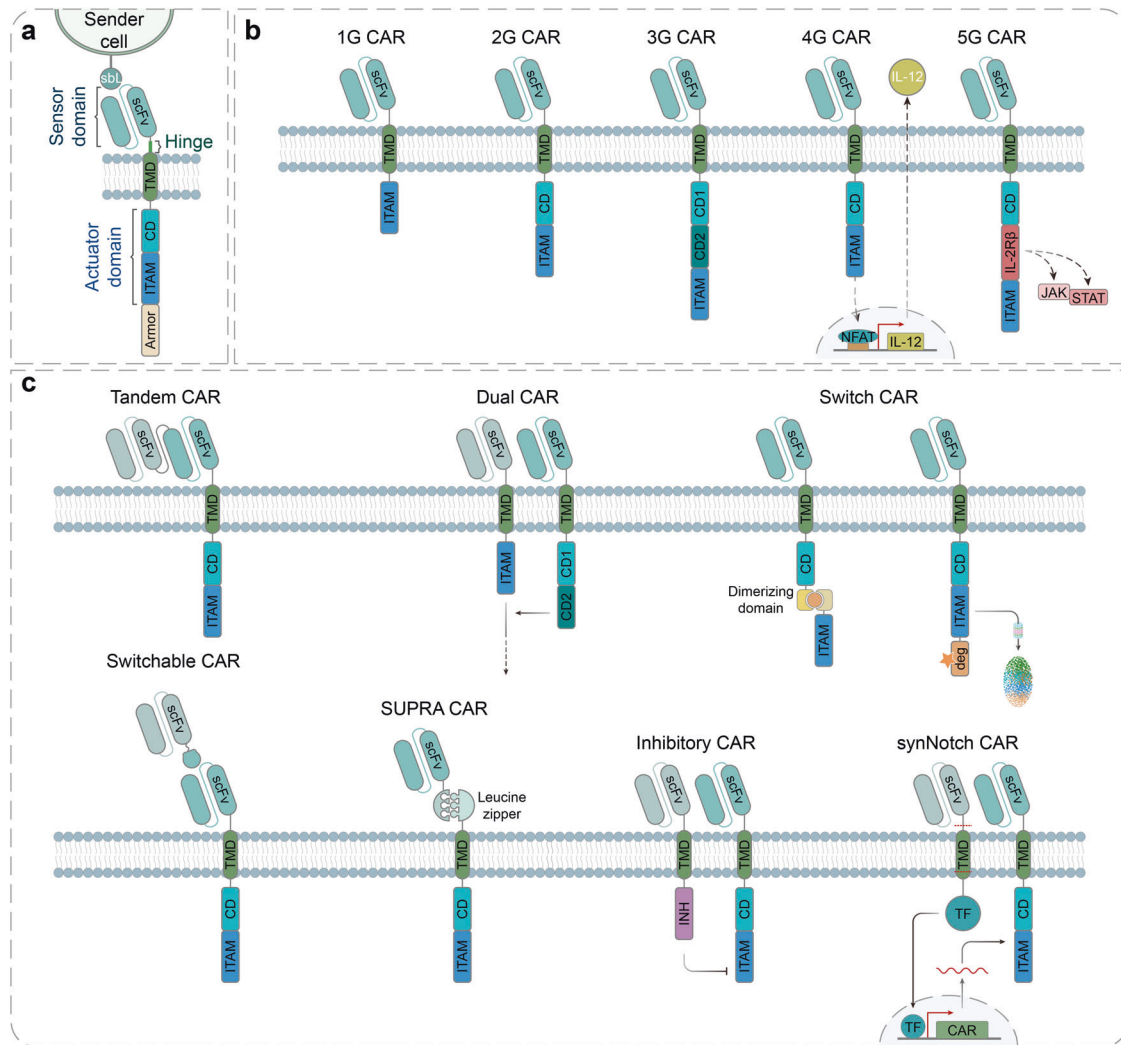 a
Sender
cell
sbL
scFv
Sensor
domain
Hinge
TMD
CD
ITAM
Actuator
domain
Armor
b
1G CAR
2G CAR
3G CAR
4G CAR
5G CAR
IL-12
scFv
scFv
scFv
scFv
scFv
TMD
TMD
TMD
TMD
TMD
ITAM
CD
ITAM
CD1
CD2
ITAM
CD
ITAM
NFAT
IL-12
CD
IL-2Rβ
ITAM
JAK
STAT
c
Tandem CAR
Dual CAR
Switch CAR
scFv
scFv
scFv
scFv
scFv
scFv
TMD
TMD
TMD
TMD
TMD
CD
ITAM
ITAM
CD1
CD2
CD
Dimerizing
domain
ITAM
CD
ITAM
deg
Switchable CAR
SUPRA CAR
Inhibitory CAR
synNotch CAR
scFv
scFv
scFv
Leucine
zipper
scFv
scFv
scFv
scFv
TMD
TMD
TMD
TMD
TMD
TMD
CD
ITAM
CD
ITAM
INH
CD
ITAM
TF
CD
ITAM
TF
CAR